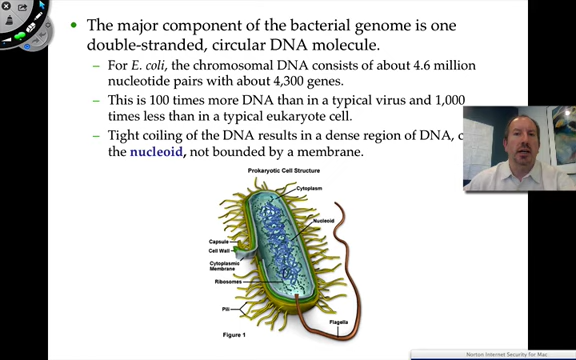 • The major component of the bacterial genome is one
double-stranded, circular DNA molecule.
– For E. coli, the chromosomal DNA consists of about 4.6 million
nucleotide pairs with about 4,300 genes.
– This is 100 times more DNA than in a typical virus and 1,000
times less than in a typical eukaryote cell.
– Tight coiling of the DNA results in a dense region of DNA, c
the nucleoid, not bounded by a membrane.
Prokaryotic Cell Structure
Cytoplasm
Nucleoid
Capsule
Cell Wall
Cytoplasmic
Membrane
Ribosomes
Pili
Flagella
Figure 1
Norton Internet Security for Mac